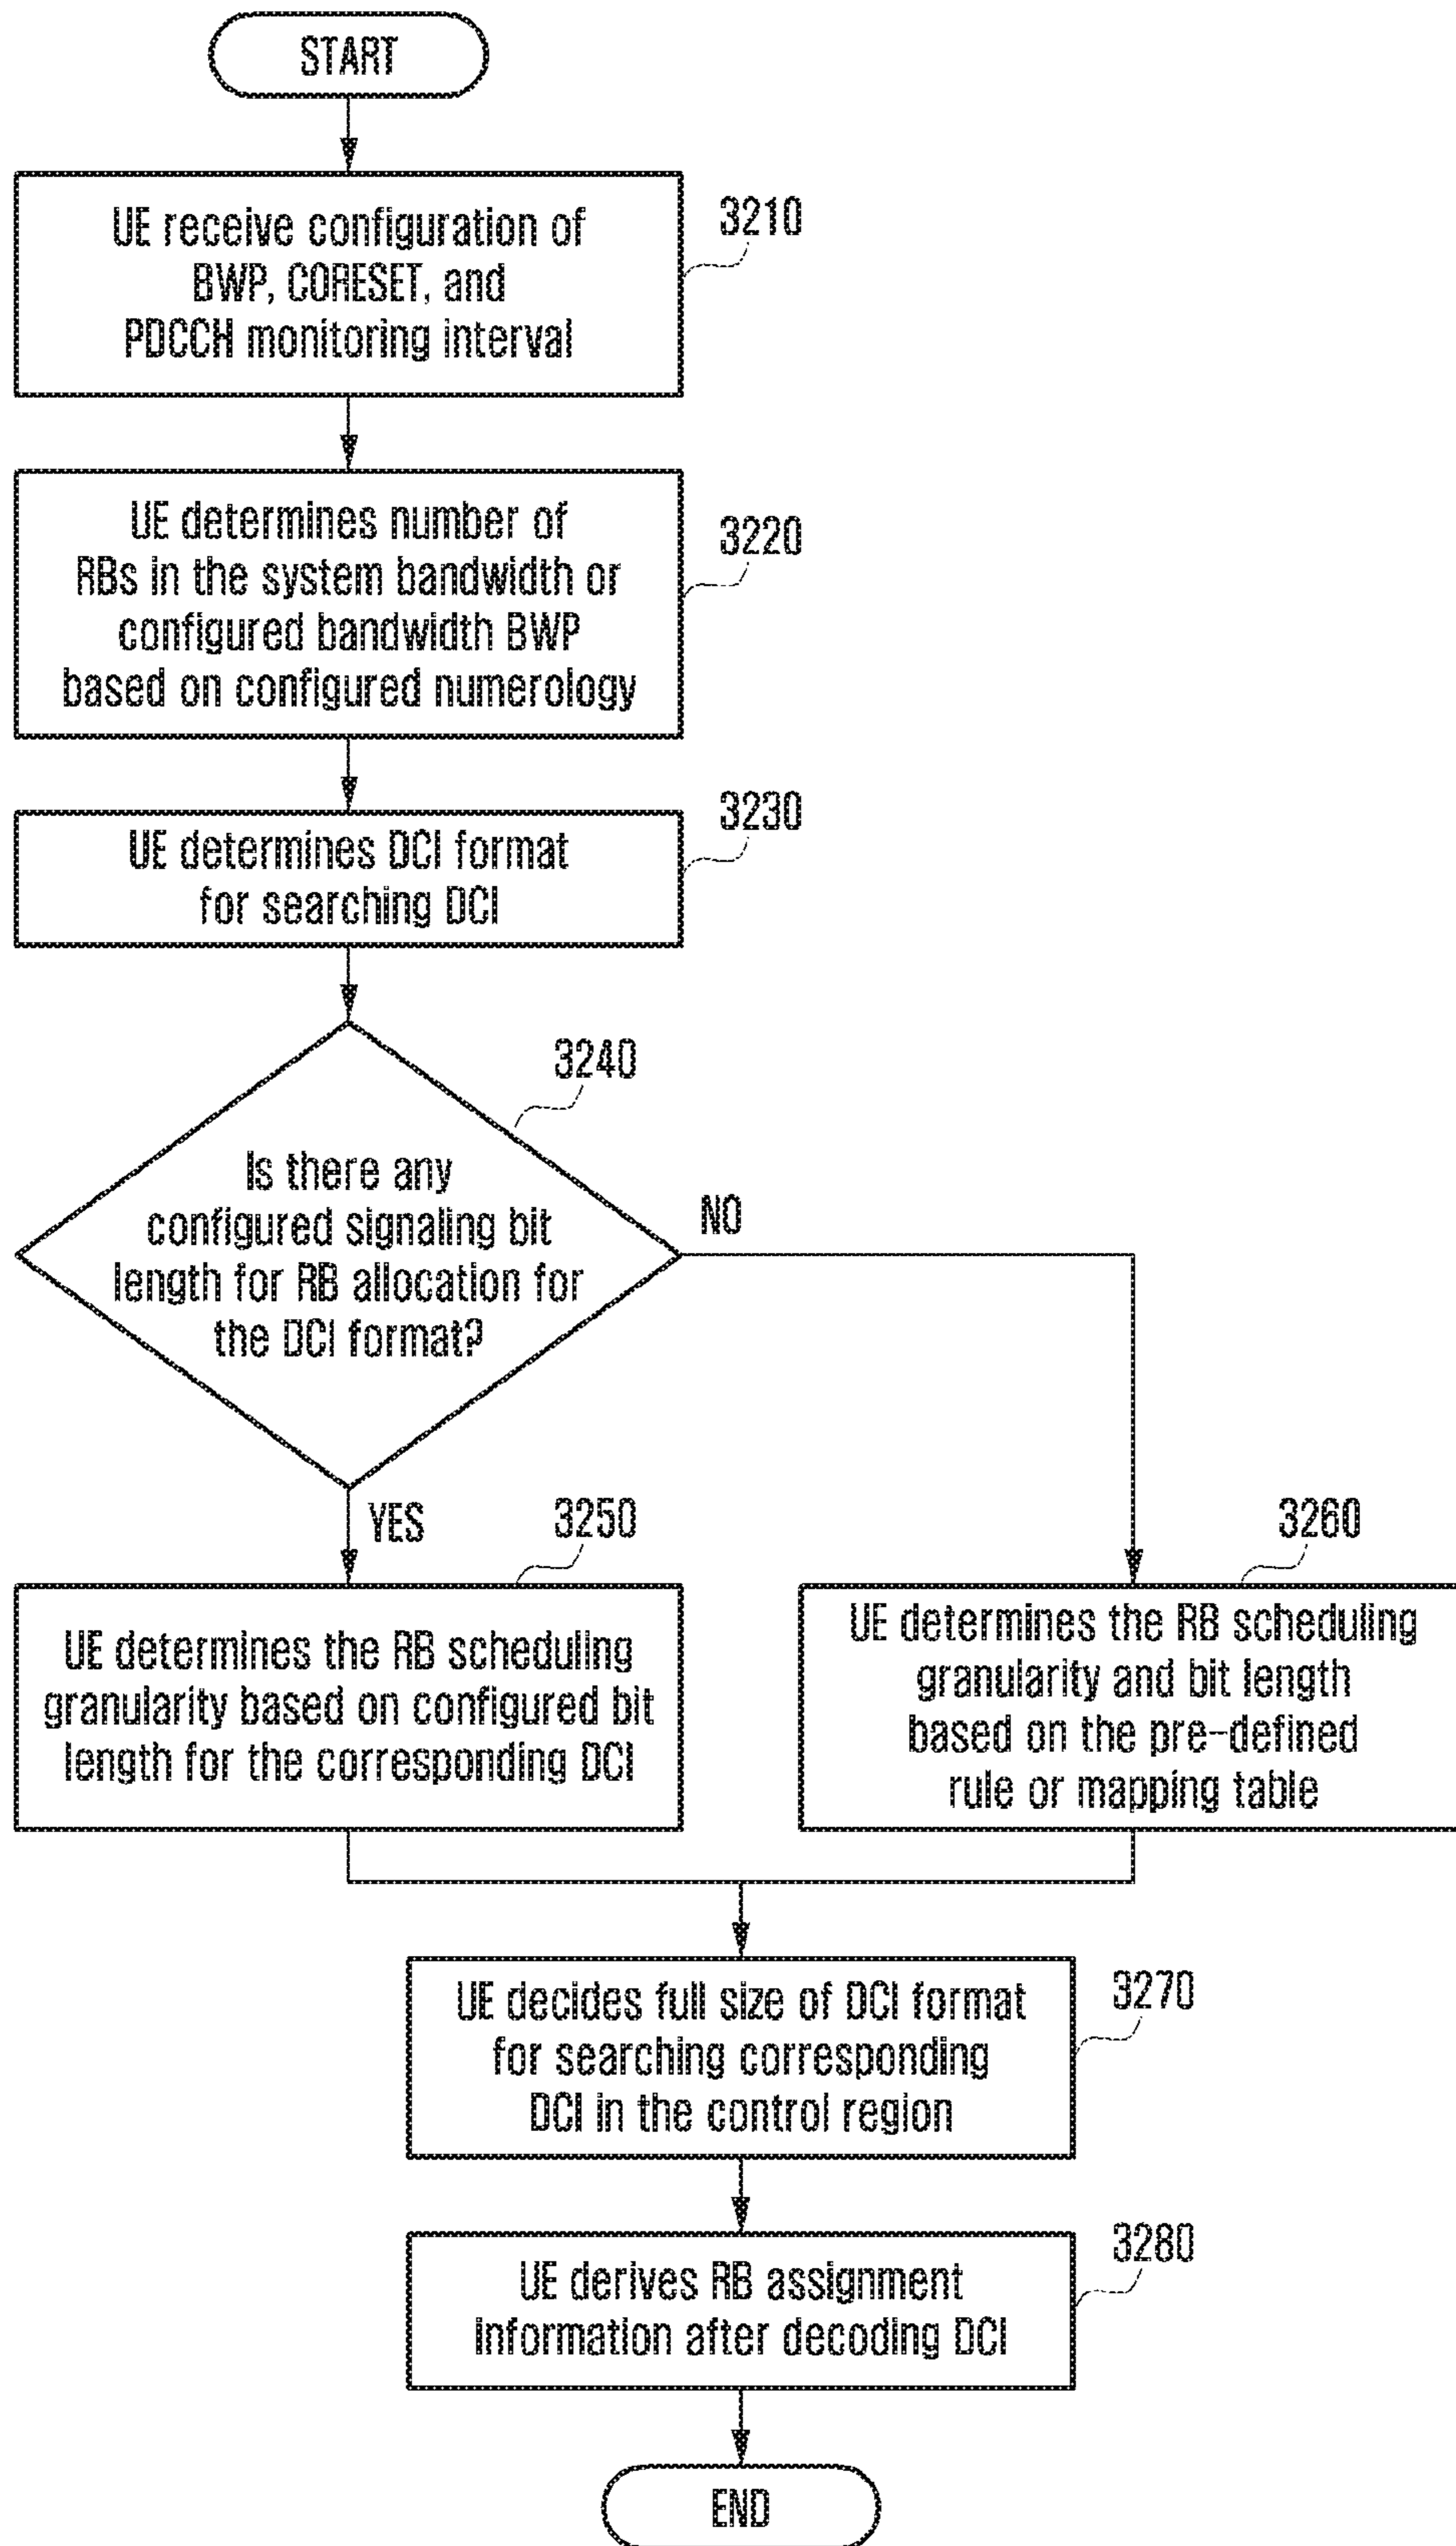 START
UE receive configuration of
BWP, CORESET, and
PDCCH monitoring interval
3210
UE determines number of
RBs in the system bandwidth or
configured bandwidth BWP
based on configured numerology
3220
UE determines DCI format
for searching DCI
3230
Is there any
configured signaling bit
length for RB allocation for
the DCI format?
3240
NO
YES
3250
UE determines the RB scheduling
granularity based on configured bit
length for the corresponding DCI
3260
UE determines the RB scheduling
granularity and bit length
based on the pre-defined
rule or mapping table
UE decides full size of DCI format
for searching corresponding
DCI in the control region
3270
UE derives RB assignment
information after decoding DCI
3280
END